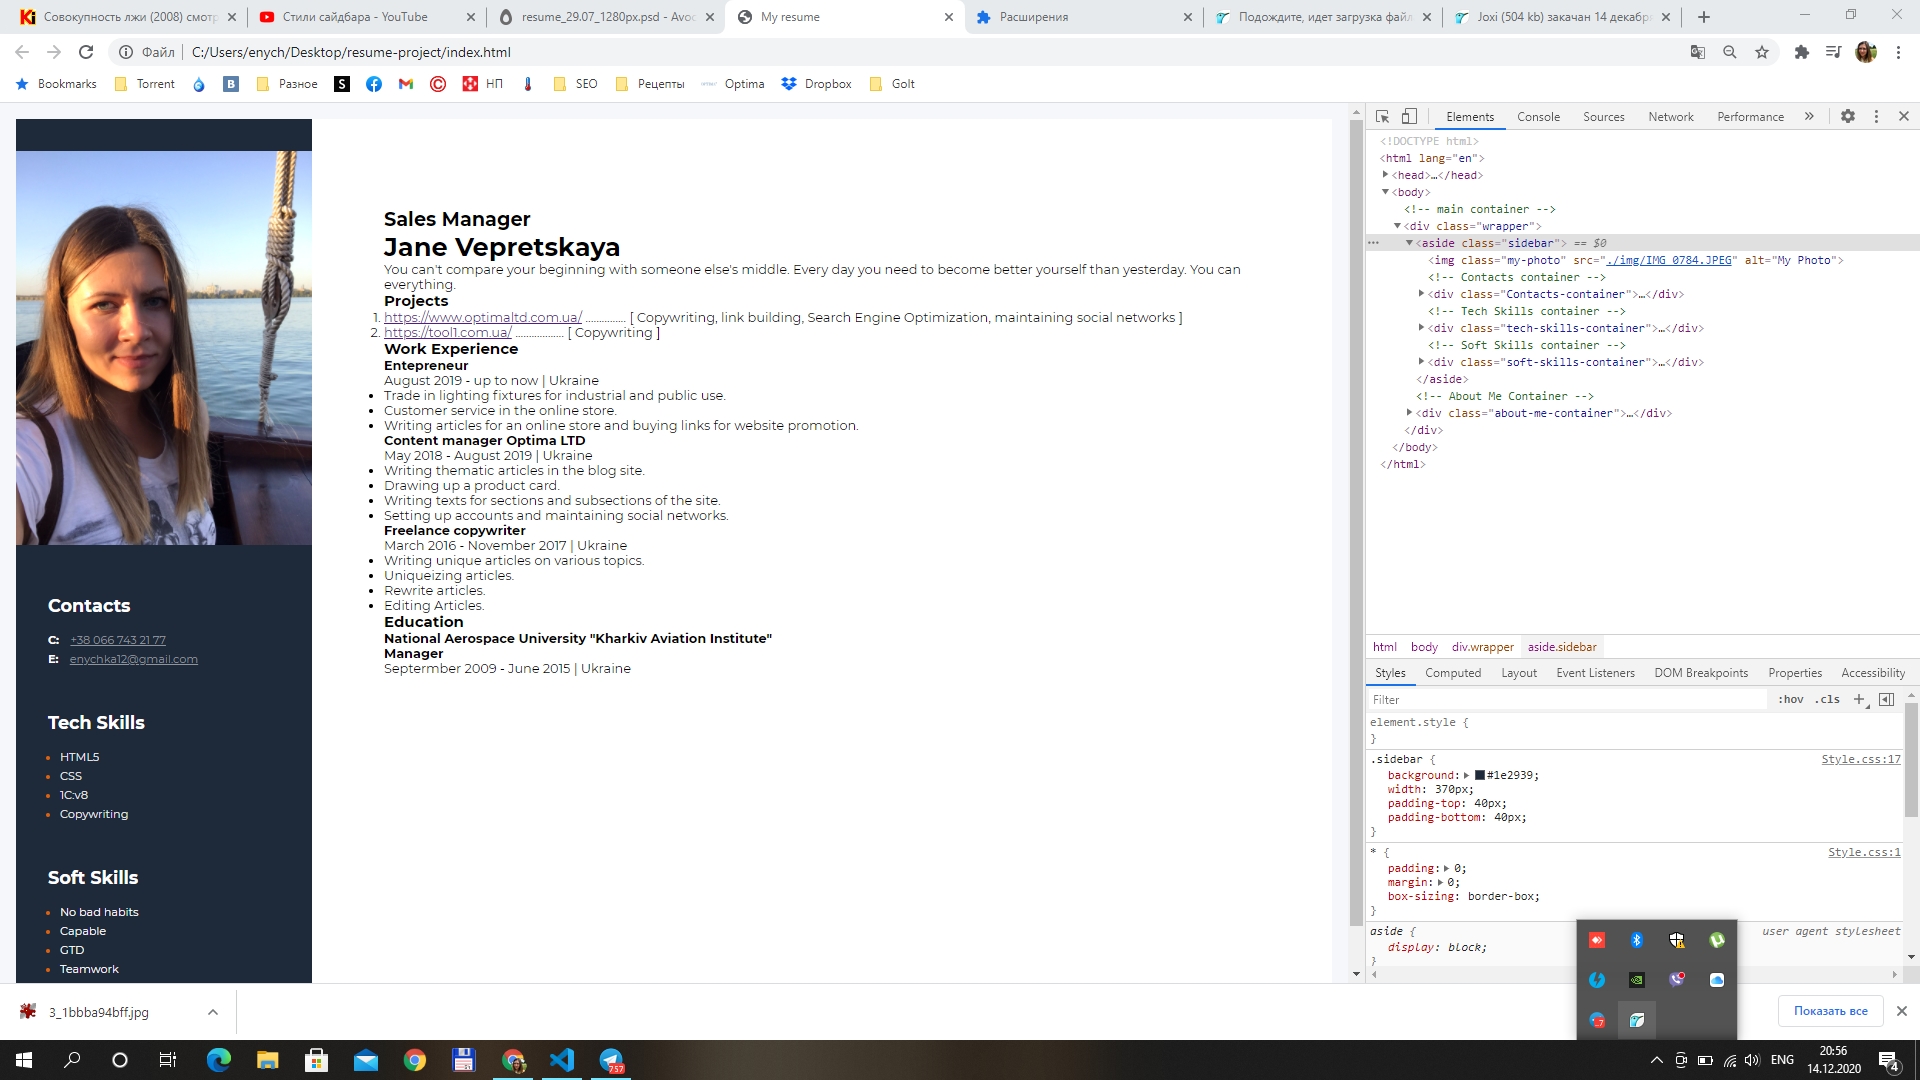 Совокупность лжи (2008) смотр
Стили сайдбара - YouTube
resume_29.07_1280px.psd - Avoc
My resume
Расширения
Подождите, идет загрузка файл
Joxi (504 kb) закачан 14 декабр
Файл
C:/Users/enych/Desktop/resume-project/index.html
Bookmarks
Torrent
Разное
НП
SEO
Рецепты
Optima
Dropbox
Golt
Sales Manager
Jane Vepretskaya
You can't compare your beginning with someone else's middle. Every day you need to become better yourself than yesterday. You can
everything.
Projects
1. https://www.optimaltd.com.ua/ ............... [ Copywriting, link building, Search Engine Optimization, maintaining social networks ]
2. https://tool1.com.ua/ .................. [ Copywriting ]
Work Experience
Entepreneur
August 2019 - up to now | Ukraine
Trade in lighting fixtures for industrial and public use.
Customer service in the online store.
Writing articles for an online store and buying links for website promotion.
Content manager Optima LTD
May 2018 - August 2019 | Ukraine
Writing thematic articles in the blog site.
Drawing up a product card.
Writing texts for sections and subsections of the site.
Setting up accounts and maintaining social networks.
Freelance copywriter
March 2016 - November 2017 | Ukraine
Writing unique articles on various topics.
Uniqueizing articles.
Rewrite articles.
Editing Articles.
Education
National Aerospace University "Kharkiv Aviation Institute"
Manager
Septermber 2009 - June 2015 | Ukraine
Contacts
C: +38 066 743 21 77
E: enychka12@gmail.com
Tech Skills
HTML5
CSS
1C:v8
Copywriting
Soft Skills
No bad habits
Capable
GTD
Teamwork
Elements
Console
Sources
Network
Performance
<!DOCTYPE html>
<html lang="en">
<head>…</head>
<body>
<!-- main container -->
<div class="wrapper">
<aside class="sidebar"> == $0
<img class="my-photo" src="./img/IMG_0784.JPEG" alt="My Photo">
<!-- Contacts container -->
<div class="Contacts-container">…</div>
<!-- Tech Skills container -->
<div class="tech-skills-container">…</div>
<!-- Soft Skills container -->
<div class="soft-skills-container">…</div>
</aside>
<!-- About Me Container -->
<div class="about-me-container">…</div>
</div>
</body>
</html>
html body div.wrapper aside.sidebar
Styles Computed Layout Event Listeners DOM Breakpoints Properties Accessibility
Filter :hov .cls
element.style {
}
.sidebar { Style.css:17
background: #1e2939;
width: 370px;
padding-top: 40px;
padding-bottom: 40px;
}
* { Style.css:1
padding: 0;
margin: 0;
box-sizing: border-box;
}
aside { user agent stylesheet
display: block;
}
3_1bbba94bff.jpg
Показать все
757
ENG
20:56
14.12.2020
4